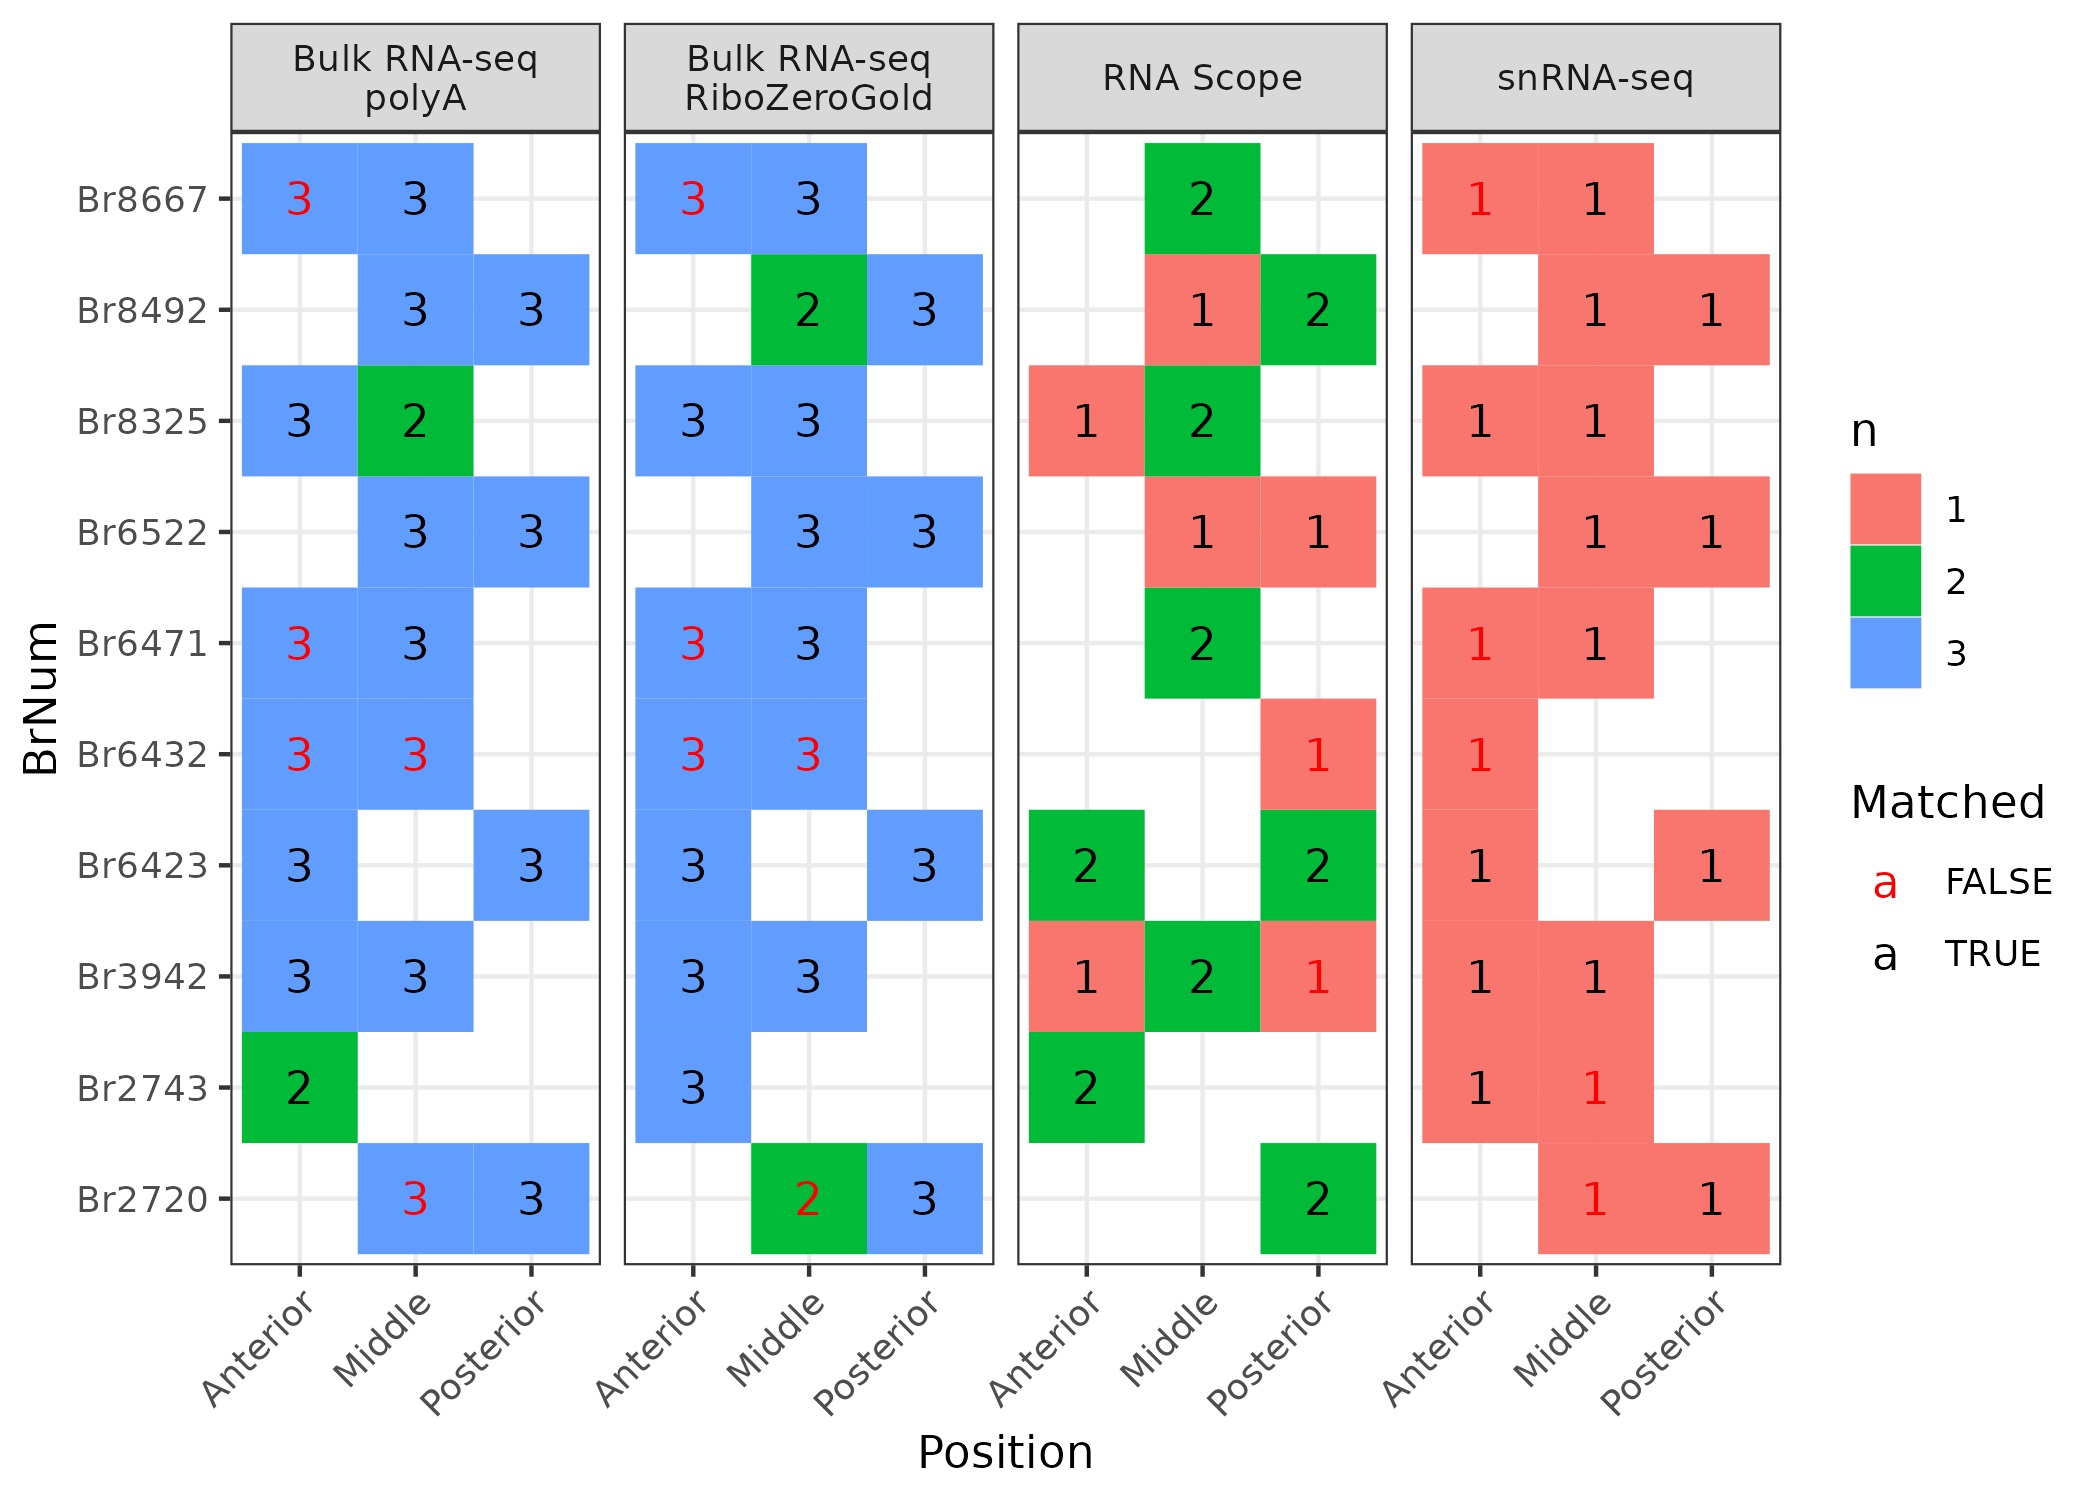 Bulk RNA-seq
polyA
Bulk RNA-seq
RiboZeroGold
RNA Scope
snRNA-seq
Br8667 3 3 3 3 2 1 1
Br8492 3 3 2 3 1 2 1 1
Br8325 3 2 3 3 1 2 1 1
Br6522 3 3 3 3 1 1 1 1
Br6471 3 3 3 3 2 1 1
Br6432 3 3 3 3 1 1
Br6423 3 3 3 3 2 2 1 1
Br3942 3 3 3 3 1 2 1 1 1
Br2743 2 3 2 1 1
Br2720 3 3 2 3 2 1 1
BrNum
Anterior Middle Posterior Anterior Middle Posterior Anterior Middle Posterior Anterior Middle Posterior
Position
n
1
2
3
Matched
a FALSE
a TRUE